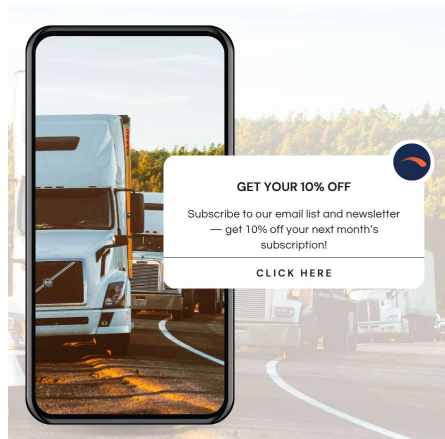 GET YOUR 10% OFF
Subscribe to our email list and newsletter
— get 10% off your next month's
subscription!
CLICK HERE